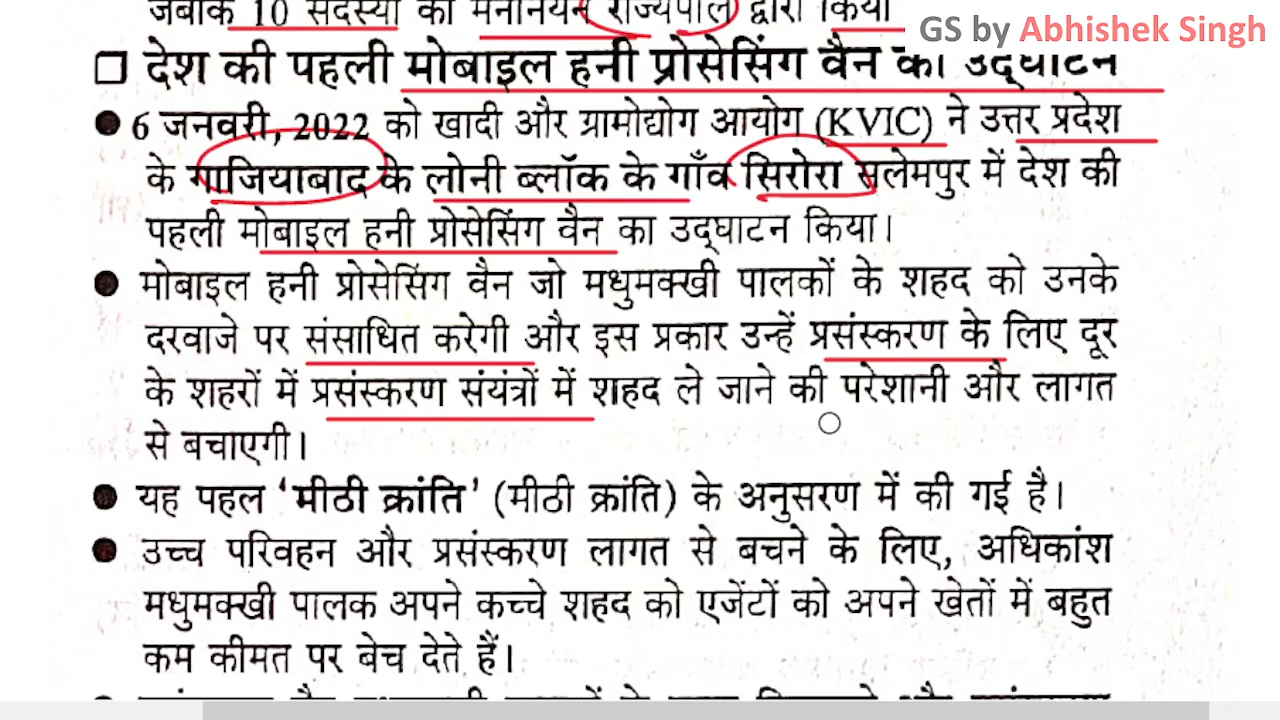 जबकि 10 सदस्यों का मनोनयन राज्यपाल द्वारा किया
GS by Abhishek Singh
❑ देश की पहली मोबाइल हनी प्रोसेसिंग वैन का उद्घाटन
● 6 जनवरी, 2022 को खादी और ग्रामोद्योग आयोग (KVIC) ने उत्तर प्रदेश
के गाजियाबाद के लोनी ब्लॉक के गाँव सिरोरा सलेमपुर में देश की
पहली मोबाइल हनी प्रोसेसिंग वैन का उद्घाटन किया।
● मोबाइल हनी प्रोसेसिंग वैन जो मधुमक्खी पालकों के शहद को उनके
दरवाजे पर संसाधित करेगी और इस प्रकार उन्हें प्रसंस्करण के लिए दूर
के शहरों में प्रसंस्करण संयंत्रों में शहद ले जाने की परेशानी और लागत
से बचाएगी।
● यह पहल 'मीठी क्रांति' (मीठी क्रांति) के अनुसरण में की गई है।
● उच्च परिवहन और प्रसंस्करण लागत से बचने के लिए, अधिकांश
मधुमक्खी पालक अपने कच्चे शहद को एजेंटों को अपने खेतों में बहुत
कम कीमत पर बेच देते हैं।